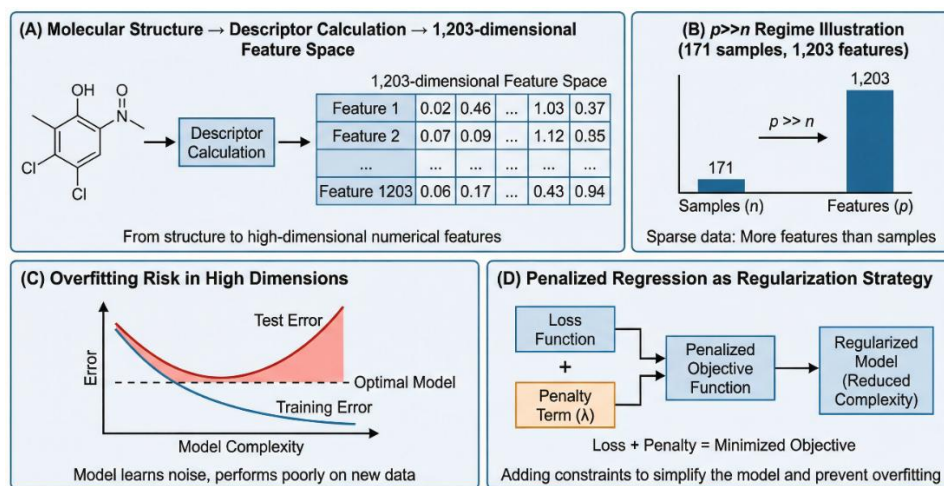 (A) Molecular Structure → Descriptor Calculation → 1,203-dimensional
Feature Space
1,203-dimensional Feature Space
OH
O
N
Cl
Cl
Descriptor
Calculation
Feature 1 0.02 0.46 ... 1.03 0.37
Feature 2 0.07 0.09 ... 1.12 0.35
... ... ... ... ...
Feature 1203 0.06 0.17 ... 0.43 0.94
From structure to high-dimensional numerical features
(B) p>>n Regime Illustration
(171 samples, 1,203 features)
1,203
p >> n
171
Samples (n) Features (p)
Sparse data: More features than samples
(C) Overfitting Risk in High Dimensions
Test Error
Error
Optimal Model
Training Error
Model Complexity
Model learns noise, performs poorly on new data
(D) Penalized Regression as Regularization Strategy
Loss
Function
+
Penalty
Term (λ)
Penalized
Objective
Function
Regularized
Model
(Reduced
Complexity)
Loss + Penalty = Minimized Objective
Adding constraints to simplify the model and prevent overfitting